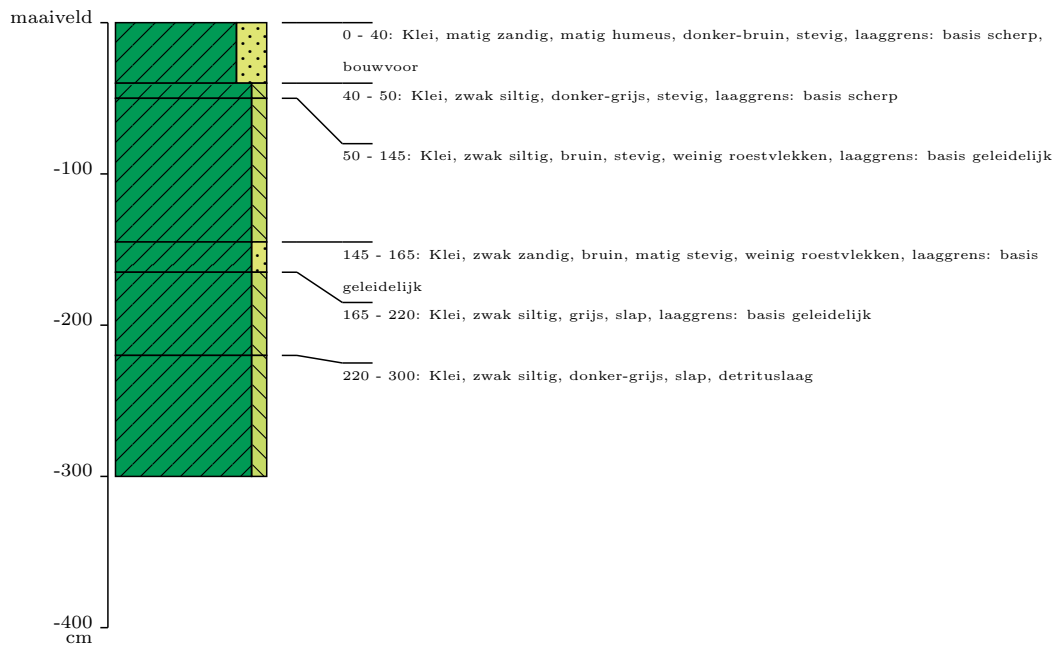 maaiveld
0 - 40: Klei, matig zandig, matig humeus, donker-bruin, stevig, laaggrens: basis scherp,
bouwvoor
40 - 50: Klei, zwak siltig, donker-grijs, stevig, laaggrens: basis scherp
50 - 145: Klei, zwak siltig, bruin, stevig, weinig roestvlekken, laaggrens: basis geleidelijk
-100
145 - 165: Klei, zwak zandig, bruin, matig stevig, weinig roestvlekken, laaggrens: basis
geleidelijk
165 - 220: Klei, zwak siltig, grijs, slap, laaggrens: basis geleidelijk
-200
220 - 300: Klei, zwak siltig, donker-grijs, slap, detrituslaag
-300
-400
cm